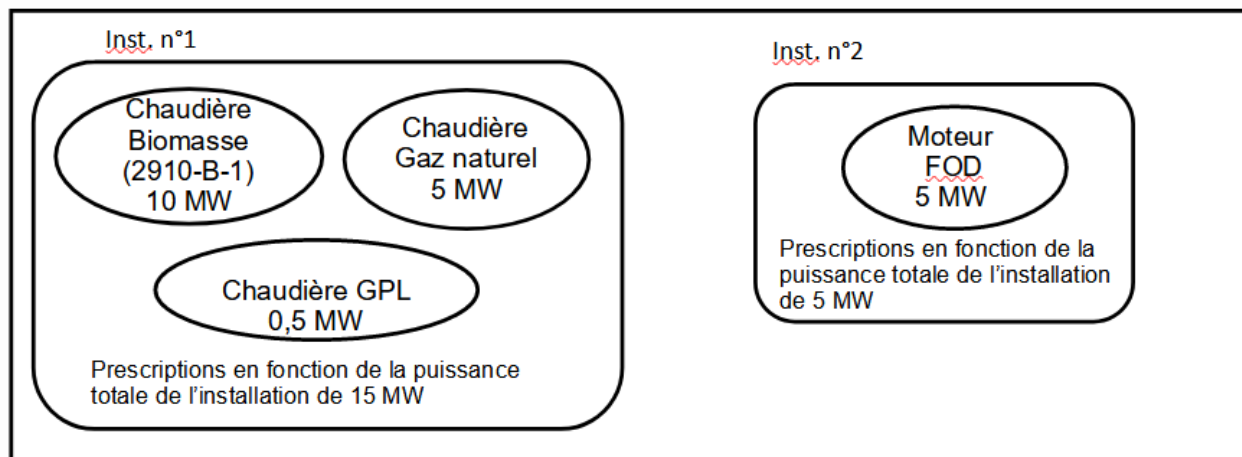 Inst. n°1
Chaudière
Biomasse
(2910-B-1)
10 MW
Chaudière
Gaz naturel
5 MW
Chaudière GPL
0,5 MW
Prescriptions en fonction de la puissance
totale de l’installation de 15 MW
Inst. n°2
Moteur
FOD
5 MW
Prescriptions en fonction de la
puissance totale de l’installation
de 5 MW